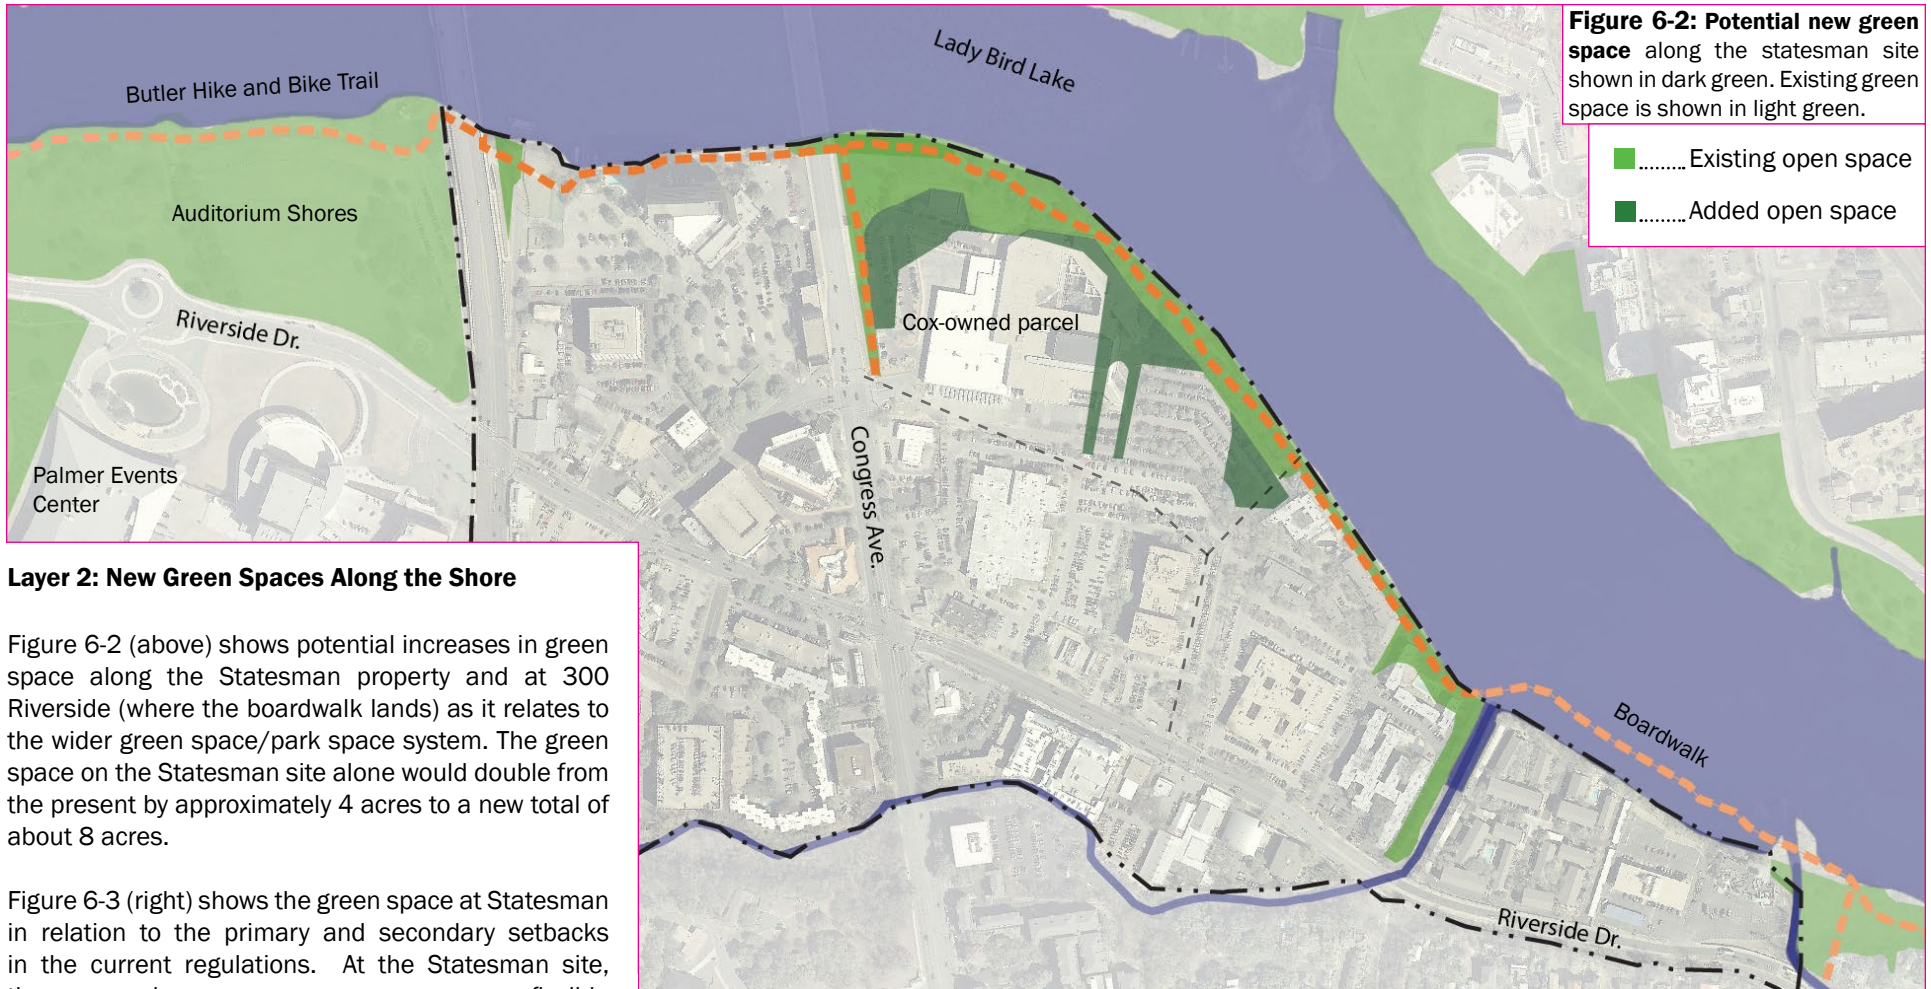 Figure 6-2: Potential new green
space along the statesman site
shown in dark green. Existing green
space is shown in light green.
........ Existing open space
........ Added open space
Lady Bird Lake
Butler Hike and Bike Trail
Auditorium Shores
Riverside Dr.
Cox-owned parcel
Palmer Events
Center
Congress Ave.
Boardwalk
Riverside Dr.
Layer 2: New Green Spaces Along the Shore
Figure 6-2 (above) shows potential increases in green
space along the Statesman property and at 300
Riverside (where the boardwalk lands) as it relates to
the wider green space/park space system. The green
space on the Statesman site alone would double from
the present by approximately 4 acres to a new total of
about 8 acres.
Figure 6-3 (right) shows the green space at Statesman
in relation to the primary and secondary setbacks
in the current regulations. At the Statesman site,